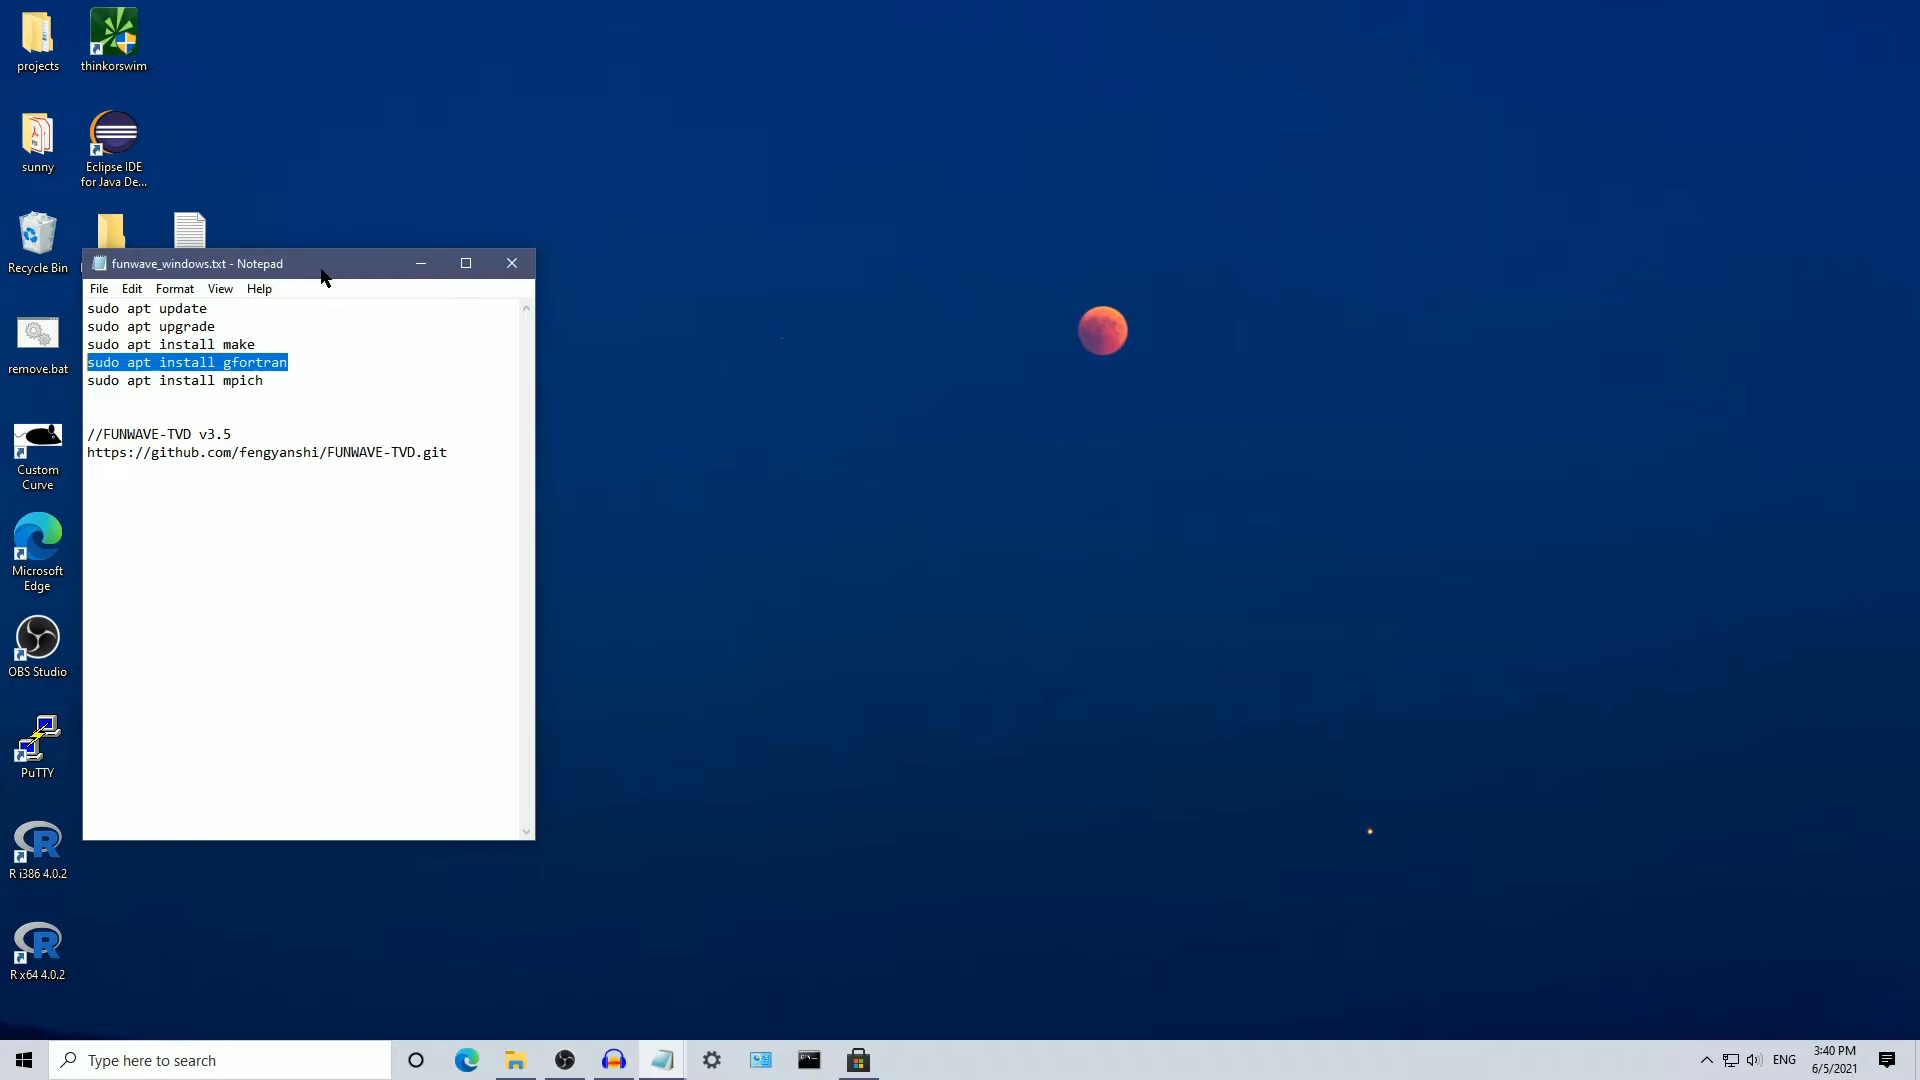 projects
thinkorswim
sunny
Eclipse IDE
for Java De...
Recycle Bin
funwave_windows.txt - Notepad
File Edit Format View Help
sudo apt update
sudo apt upgrade
sudo apt install make
sudo apt install gfortran
sudo apt install mpich
//FUNWAVE-TVD v3.5
https://github.com/fengyanshi/FUNWAVE-TVD.git
remove.bat
Custom
Curve
Microsoft
Edge
OBS Studio
PuTTY
R i386 4.0.2
R x64 4.0.2
Type here to search
ENG
3:40 PM
6/5/2021